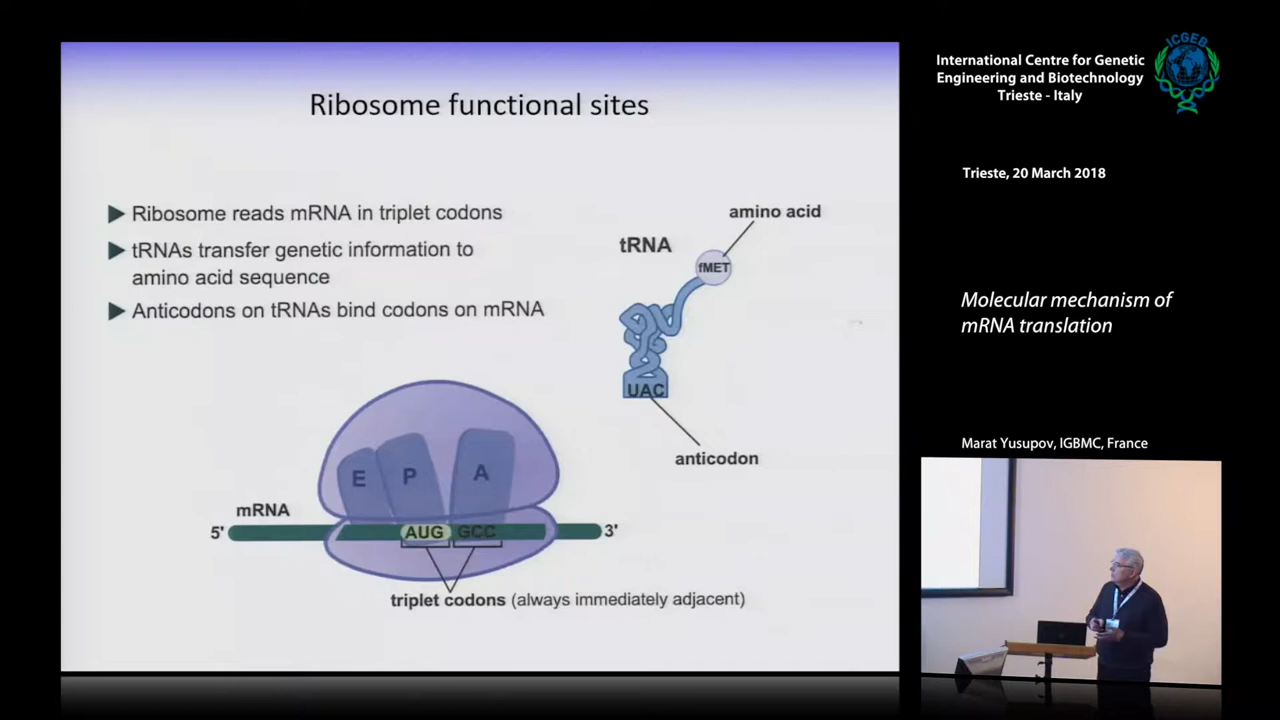 Ribosome functional sites
Ribosome reads mRNA in triplet codons
tRNAs transfer genetic information to
amino acid sequence
Anticodons on tRNAs bind codons on mRNA
amino acid
tRNA
fMET
UAC
anticodon
E P A
mRNA
5' AUG GCC 3'
triplet codons (always immediately adjacent)
ICGEB
International Centre for Genetic
Engineering and Biotechnology
Trieste - Italy
Trieste, 20 March 2018
Molecular mechanism of
mRNA translation
Marat Yusupov, IGBMC, France